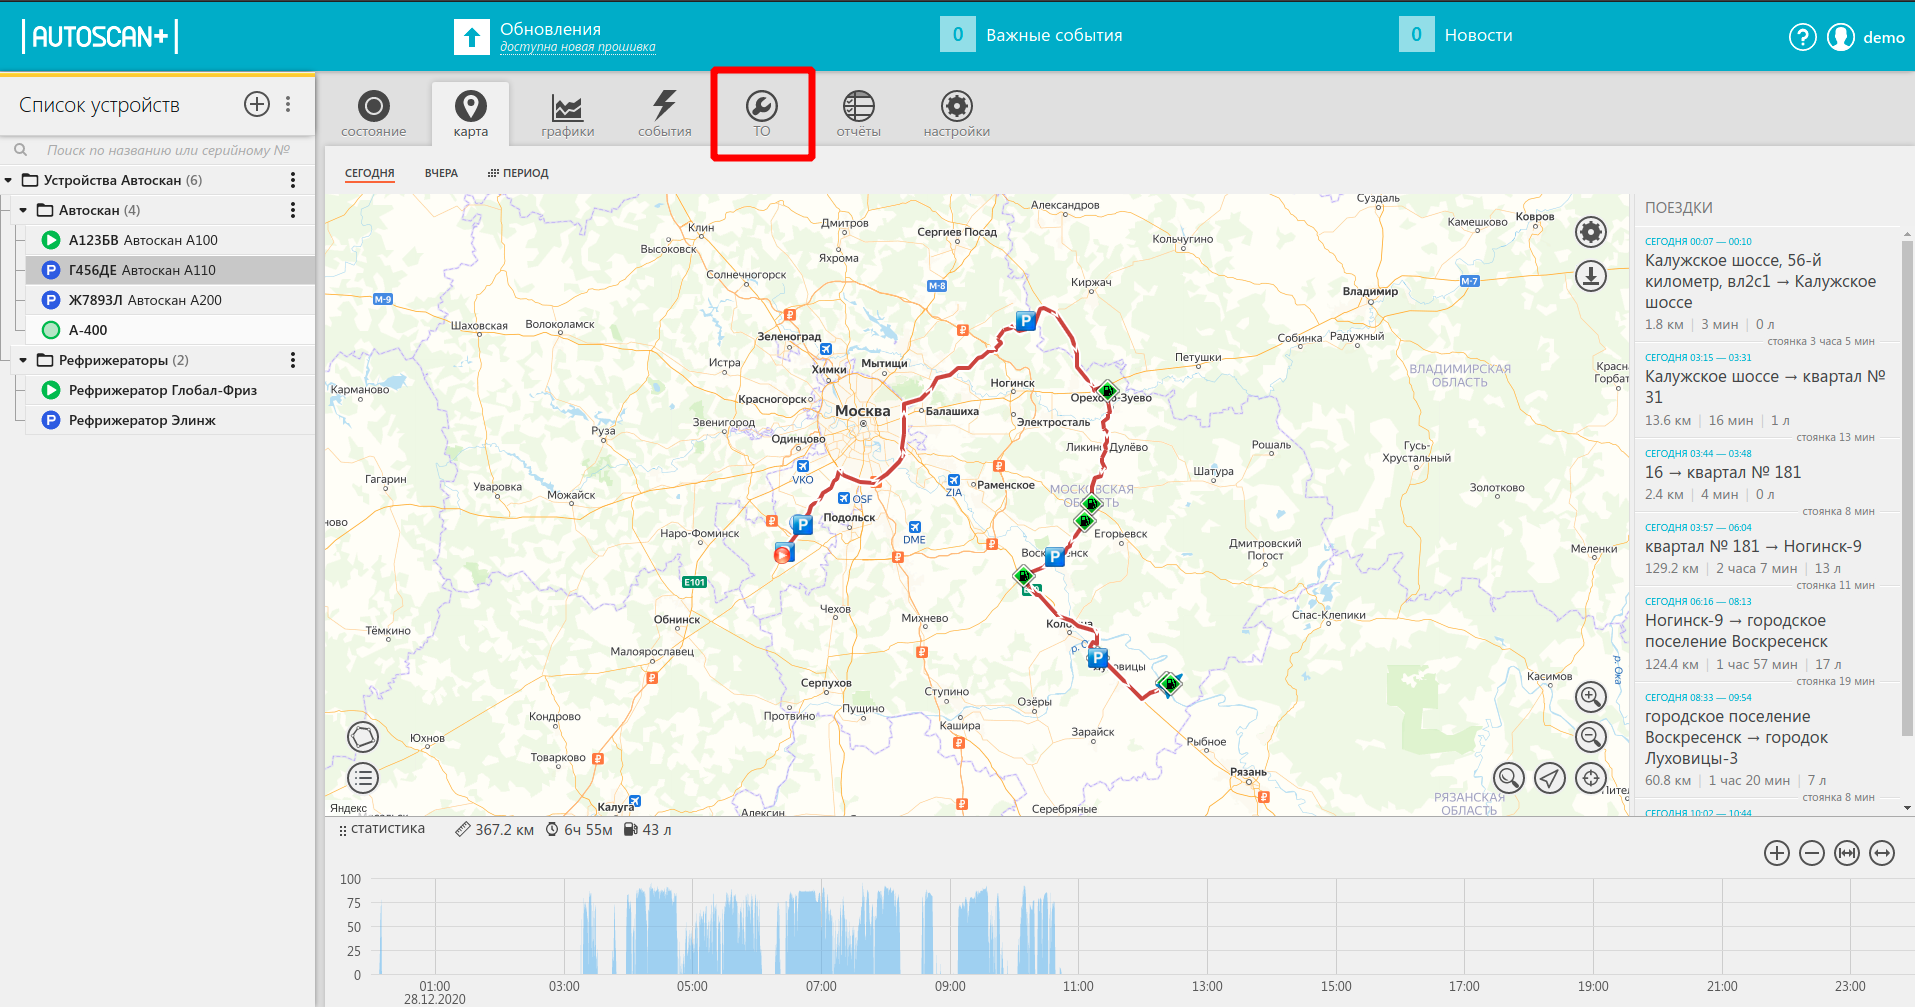 AUTOSCAN+
Обновления
доступна новая прошивка
0 Важные события
0 Новости
? demo
Список устройств
Поиск по названию или серийному №
Устройства Автоскан (6)
Автоскан (4)
А123БВ Автоскан А100
Г456ДЕ Автоскан А110
Ж7893Л Автоскан А200
А-400
Рефрижераторы (2)
Рефрижератор Глобал-Фриз
Рефрижератор Элинж
состояние
карта
графики
события
ТО
отчёты
настройки
СЕГОДНЯ
ВЧЕРА
ПЕРИОД
Александров
Суздаль
Клин
Дмитров
Сергиев Посад
Камешково
Ковров
Высоковск
Яхрома
Кольчугино
Солнечногорск
М-8
Киржач
М-7
М-9
Владимир
Шаховская
Волоколамск
Зеленоград
Собинка
Радужный
Истра
Химки
Мытищи
Петушки
Карманово
Ногинск
ВЛАДИМИРСКАЯ
ОБЛАСТЬ
Красногорск
Москва
Балашиха
Орехово-Зуево
Звенигород
Электросталь
Руза
Одинцово
Ликино-Дулёво
Рошаль
Гусь-
Хрустальный
Гагарин
VKO
Шатура
Уваровка
Можайск
OSF
ZIA
Раменское
МОСКОВСКАЯ
ОБЛАСТЬ
Золотково
Подольск
ново
Наро-Фоминск
DME
Егорьевск
Воскресенск
Дмитровский
Погост
Меленки
E101
Чехов
Обнинск
Михнево
Спас-Клепики
Тёмкино
Малоярославец
Серпухов
Ступино
Касимов
р. Ока
Кондрово
Протвино
Пущино
Озёры
Кашира
Зарайск
Юхнов
Товарково
Рыбное
Рязань
Калуга
Яндекс
Алексин
Серебряные
РЯЗАНСКАЯ
ОБЛАСТЬ
ПОЕЗДКИ
СЕГОДНЯ 00:07 — 00:10
Калужское шоссе, 56-й
километр, вл2с1 → Калужское
шоссе
1.8 км | 3 мин | 0 л
стоянка 3 часа 5 мин
СЕГОДНЯ 03:15 — 03:31
Калужское шоссе → квартал №
31
13.6 км | 16 мин | 1 л
стоянка 13 мин
СЕГОДНЯ 03:44 — 03:48
16 → квартал № 181
2.4 км | 4 мин | 0 л
стоянка 8 мин
СЕГОДНЯ 03:57 — 06:04
квартал № 181 → Ногинск-9
129.2 км | 2 часа 7 мин | 13 л
стоянка 11 мин
СЕГОДНЯ 06:16 — 08:13
Ногинск-9 → городское
поселение Воскресенск
124.4 км | 1 час 57 мин | 17 л
стоянка 19 мин
СЕГОДНЯ 08:33 — 09:54
городское поселение
Воскресенск → городок
Луховицы-3
60.8 км | 1 час 20 мин | 7 л
стоянка 8 мин
СЕГОДНЯ 10:02 — 10:44
статистика 367.2 км 6ч 55м 43 л
100
75
50
25
0
01:00 03:00 05:00 07:00 09:00 11:00 13:00 15:00 17:00 19:00 21:00 23:00
28.12.2020